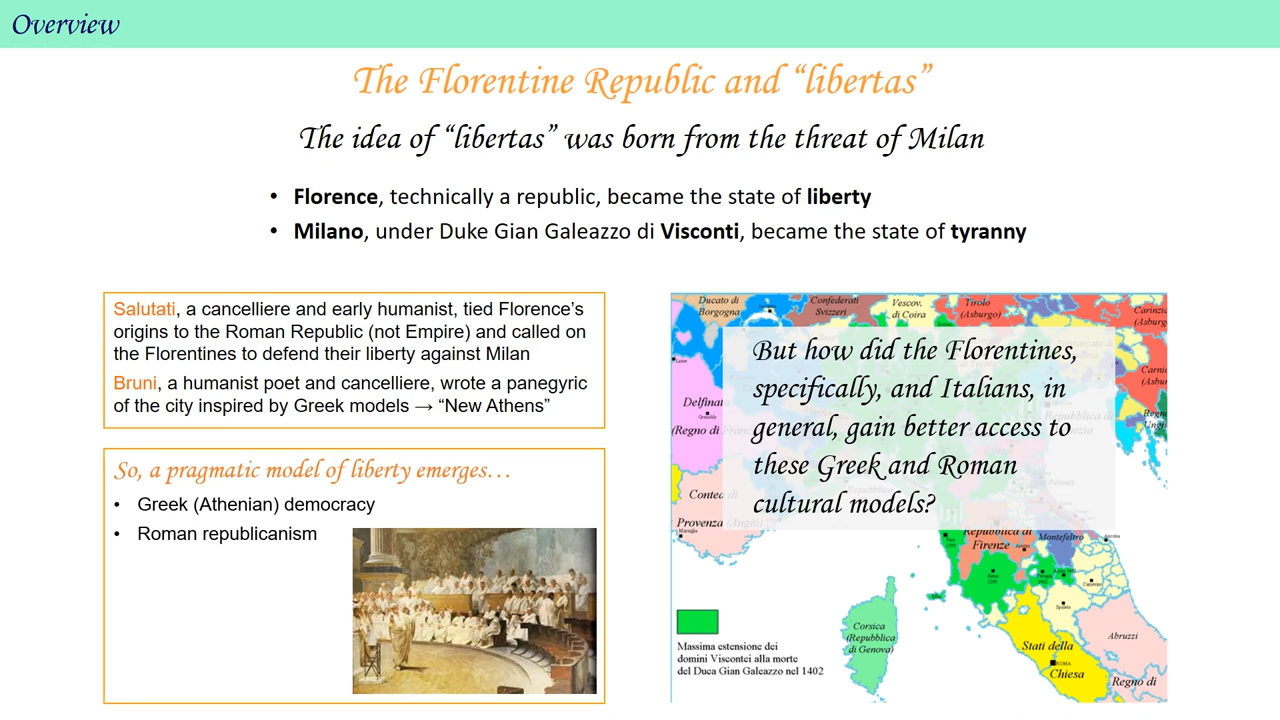 Overview
The Florentine Republic and “libertas”
The idea of “libertas” was born from the threat of Milan
• Florence, technically a republic, became the state of liberty
• Milano, under Duke Gian Galeazzo di Visconti, became the state of tyranny
Salutati, a cancelliere and early humanist, tied Florence’s
origins to the Roman Republic (not Empire) and called on
the Florentines to defend their liberty against Milan
Bruni, a humanist poet and cancelliere, wrote a panegyric
of the city inspired by Greek models → “New Athens”
So, a pragmatic model of liberty emerges…
• Greek (Athenian) democracy
• Roman republicanism
Ducato di
Borgogna
Confederati
Svizzeri
Vescov.
di Coira
Tirolo
(Asburgo)
Carinzia
(Asburgo
But how did the Florentines,
specifically, and Italians, in
general, gain better access to
these Greek and Roman
cultural models?
Delfinato
(Regno di Francia)
Contea di
Provenza (Angiò)
Repubblica di
Firenze
Montefeltro
Corsica
(Repubblica
di Genova)
Stati della
Chiesa
ROMA
Abruzzi
Regno di
Massima estensione dei
domini Viscontei alla morte
del Duca Gian Galeazzo nel 1402